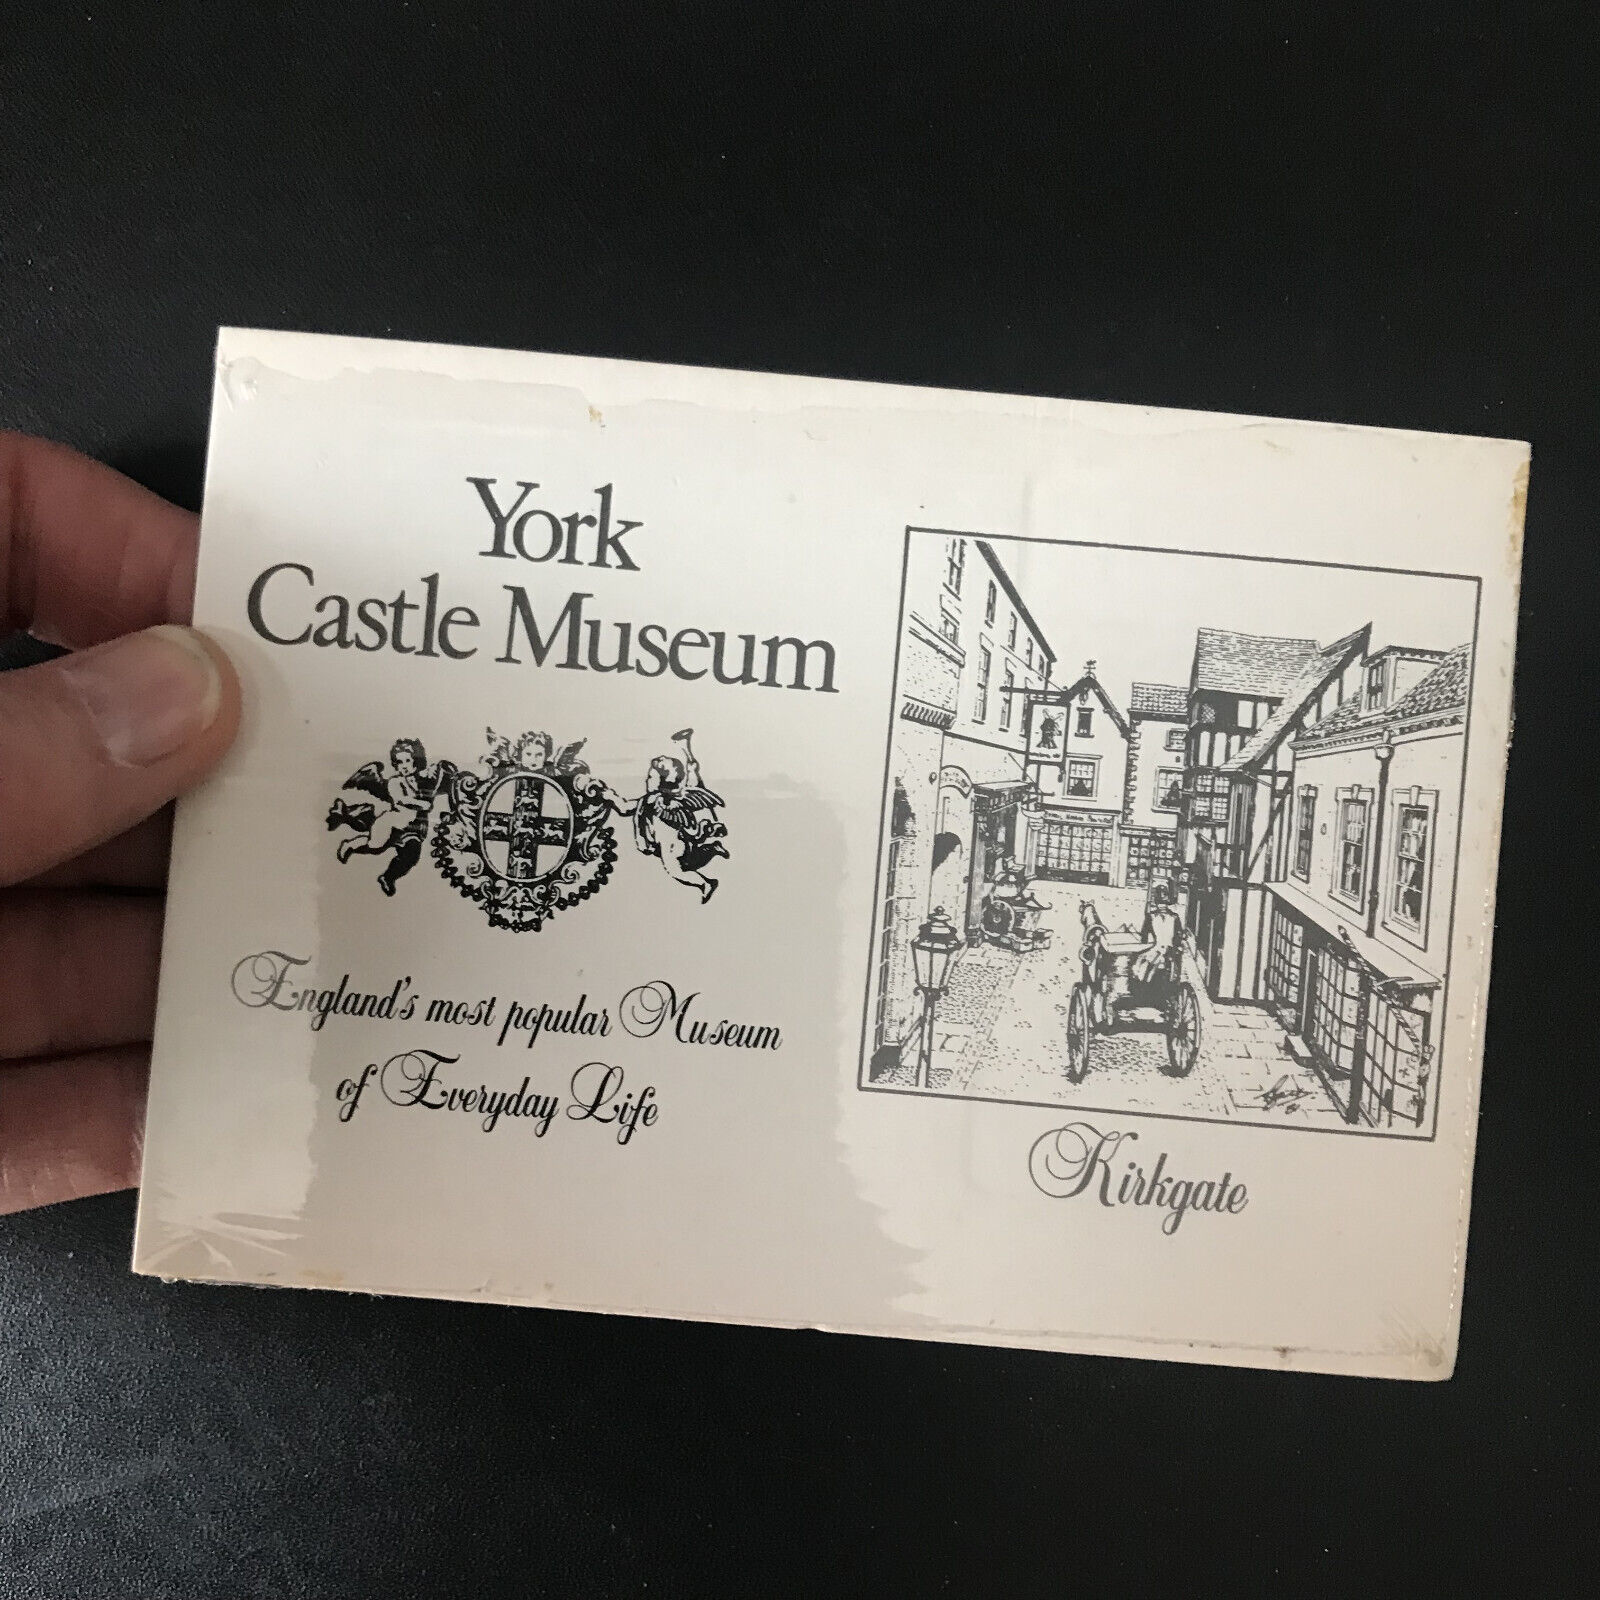 York
Castle Museum
England's most popular Museum
of Everyday Life
Kirkgate